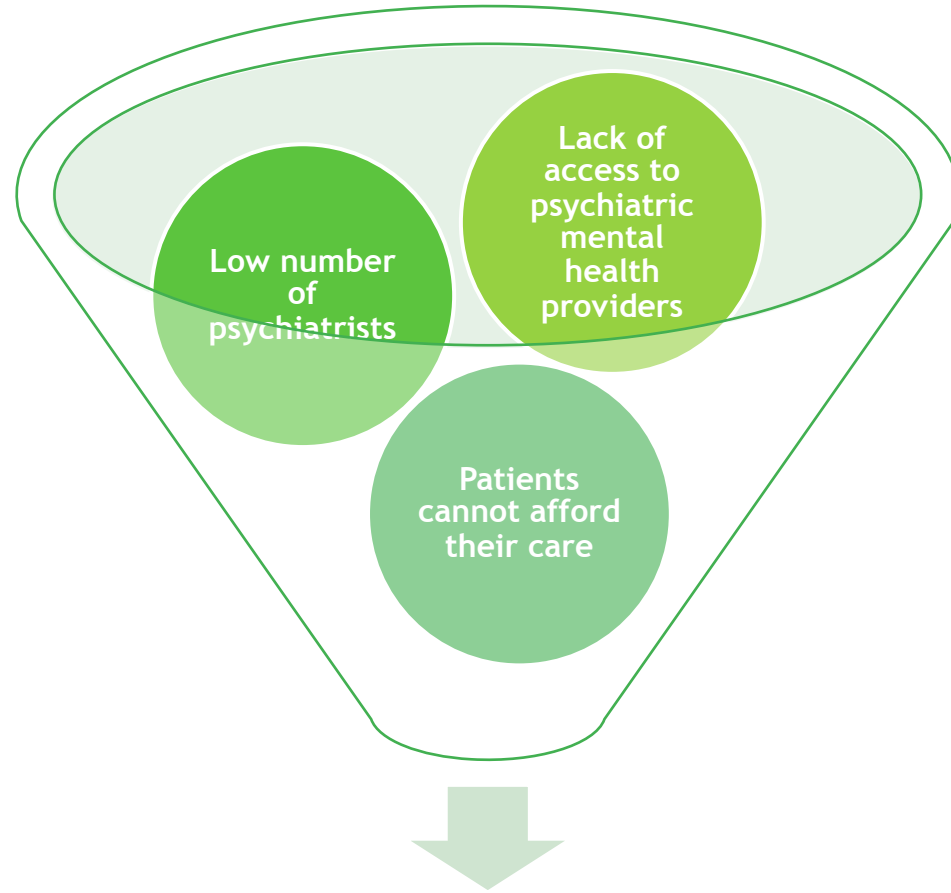 Lack of
access to
psychiatric
mental
health
providers
Low number
of
psychiatrists
Patients
cannot afford
their care